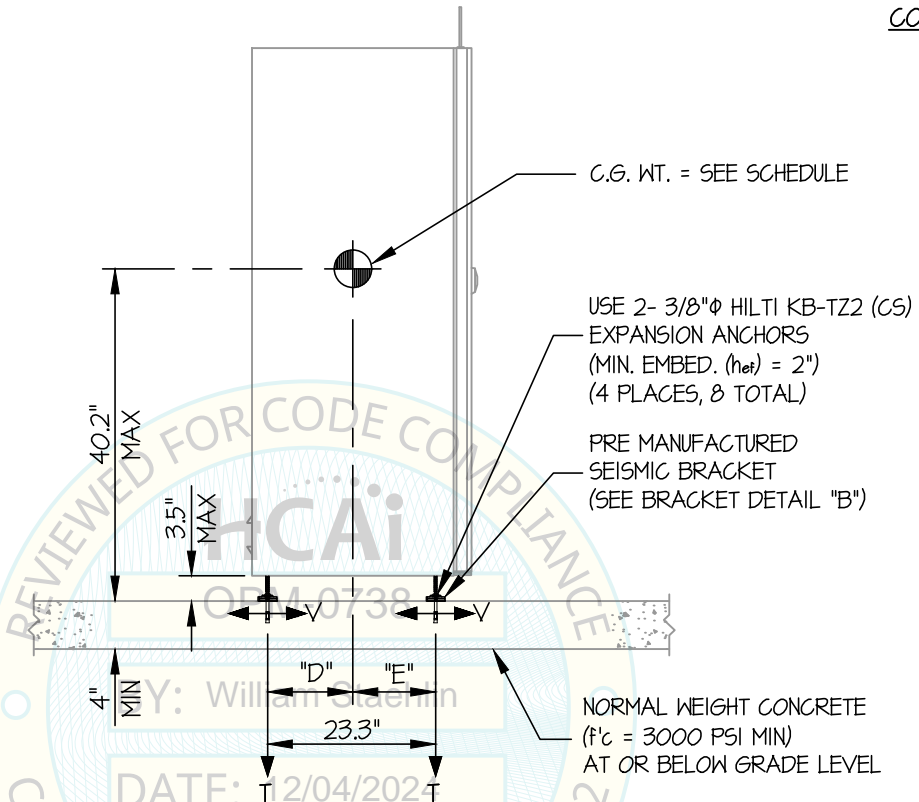 CO
C.G. WT. = SEE SCHEDULE
USE 2- 3/8"Φ HILTI KB-TZ2 (CS)
EXPANSION ANCHORS
(MIN. EMBED. (hef) = 2")
(4 PLACES, 8 TOTAL)
40.2"
MAX
PRE MANUFACTURED
SEISMIC BRACKET
(SEE BRACKET DETAIL "B")
REVIEWED FOR CODE COMPLIANCE
3.5"
MAX
HCAi
OPM-0738
V
V
4"
MIN
"D"
"E"
BY: William Staehlin
23.3"
NORMAL WEIGHT CONCRETE
(f'c = 3000 PSI MIN)
AT OR BELOW GRADE LEVEL
DATE: 12/04/2024
T
T